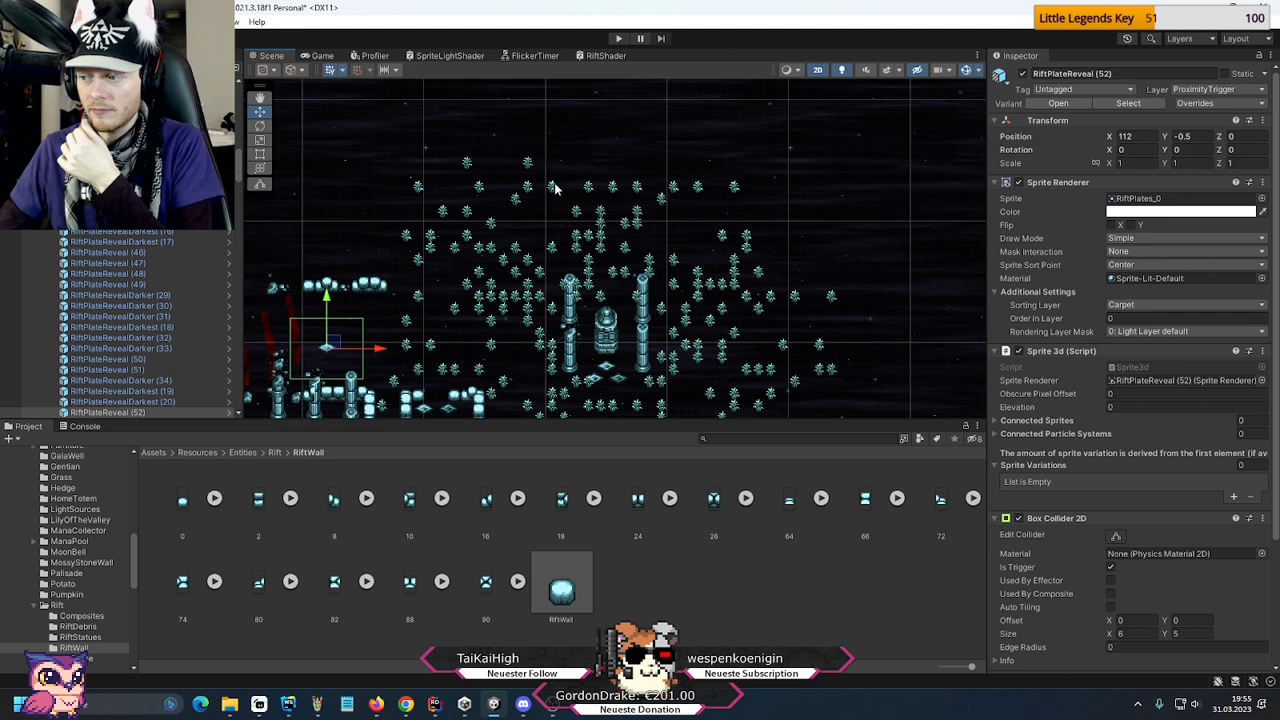 021.3.18f1 Personal* <DX11>
Help
Little Legends Key 51 100
Layers Layout
Scene Game Profiler SpriteLightShader FlickerTimer RiftShader
2D
Inspector
RiftPlateReveal (52) Static
Tag Untagged Layer ProximityTrigger
Variant Open Select Overrides
Transform
Position X 112 Y -0.5 Z 0
Rotation X 0 Y 0 Z 0
Scale X 1 Y 1 Z 1
Sprite Renderer
Sprite RiftPlates_0
Color
Flip X Y
Draw Mode Simple
Mask Interaction None
Sprite Sort Point Center
Material Sprite-Lit-Default
Additional Settings
Sorting Layer Carpet
Order in Layer 0
Rendering Layer Mask 0: Light Layer default
Sprite 3d (Script)
Script Sprite3d
Sprite Renderer RiftPlateReveal (52) (Sprite Renderer)
Obscure Pixel Offset 0
Elevation 0
Connected Sprites 0
Connected Particle Systems 0
The amount of sprite variation is derived from the first element (if av
Sprite Variations 0
List is Empty
Box Collider 2D
Edit Collider
Material None (Physics Material 2D)
Is Trigger
Used By Effector
Used By Composite
Auto Tiling
Offset X 0 Y 0
Size X 6 Y 5
Edge Radius 0
Info
RiftPlateRevealDarkest (16)
RiftPlateRevealDarkest (17)
RiftPlateReveal (46)
RiftPlateReveal (47)
RiftPlateReveal (48)
RiftPlateReveal (49)
RiftPlateRevealDarker (29)
RiftPlateRevealDarker (30)
RiftPlateRevealDarker (31)
RiftPlateRevealDarkest (18)
RiftPlateRevealDarker (32)
RiftPlateRevealDarker (33)
RiftPlateReveal (50)
RiftPlateReveal (51)
RiftPlateRevealDarker (34)
RiftPlateRevealDarkest (19)
RiftPlateRevealDarkest (20)
RiftPlateReveal (52)
Project Console
8
Furniture
GaiaWell
Gentian
Grass
Hedge
HomeTotem
LightSources
LilyOfTheValley
ManaCollector
ManaPool
MoonBell
MossyStoneWall
Palisade
Potato
Pumpkin
Rift
Composites
RiftDebris
RiftStatues
RiftWall
Assets Resources Entities Rift RiftWall
0 2 8 10 16 18 24 26 64 66 72
74 80 82 88 90 RiftWall
TaiKaiHigh
Neuester Follow
wespenkoenigin
Neueste Subscription
GordonDrake: €201.00
Neueste Donation
19:55
31.03.2023